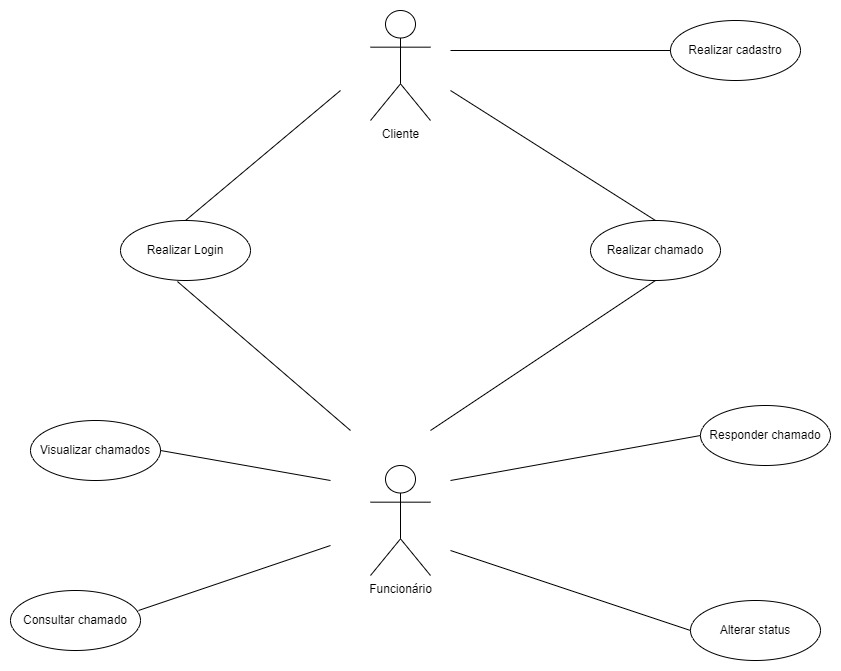 Realizar cadastro
Cliente
Realizar Login
Realizar chamado
Visualizar chamados
Responder chamado
Funcionário
Consultar chamado
Alterar status